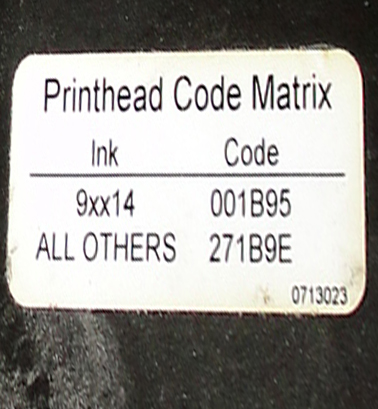 Printhead Code Matrix
Ink Code
9xx14 001B95
ALL OTHERS 271B9E
0713023